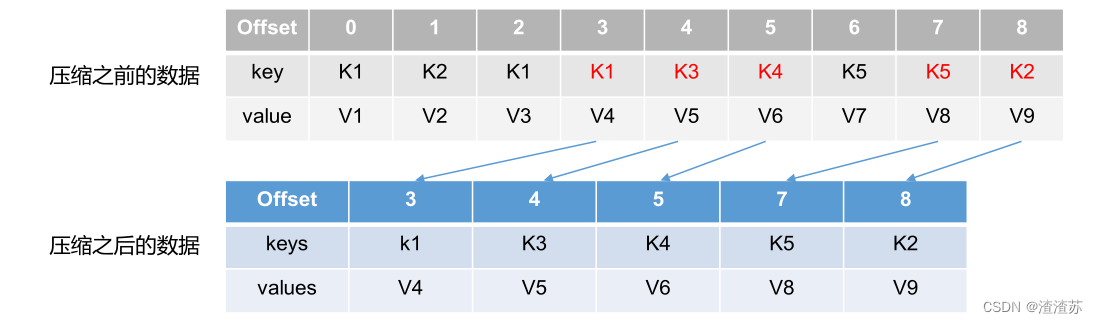 Offset 0 1 2 3 4 5 6 7 8
压缩之前的数据 key K1 K2 K1 K1 K3 K4 K5 K5 K2
value V1 V2 V3 V4 V5 V6 V7 V8 V9
Offset 3 4 5 7 8
压缩之后的数据 keys k1 K3 K4 K5 K2
values V4 V5 V6 V8 V9
CSDN @渣渣苏